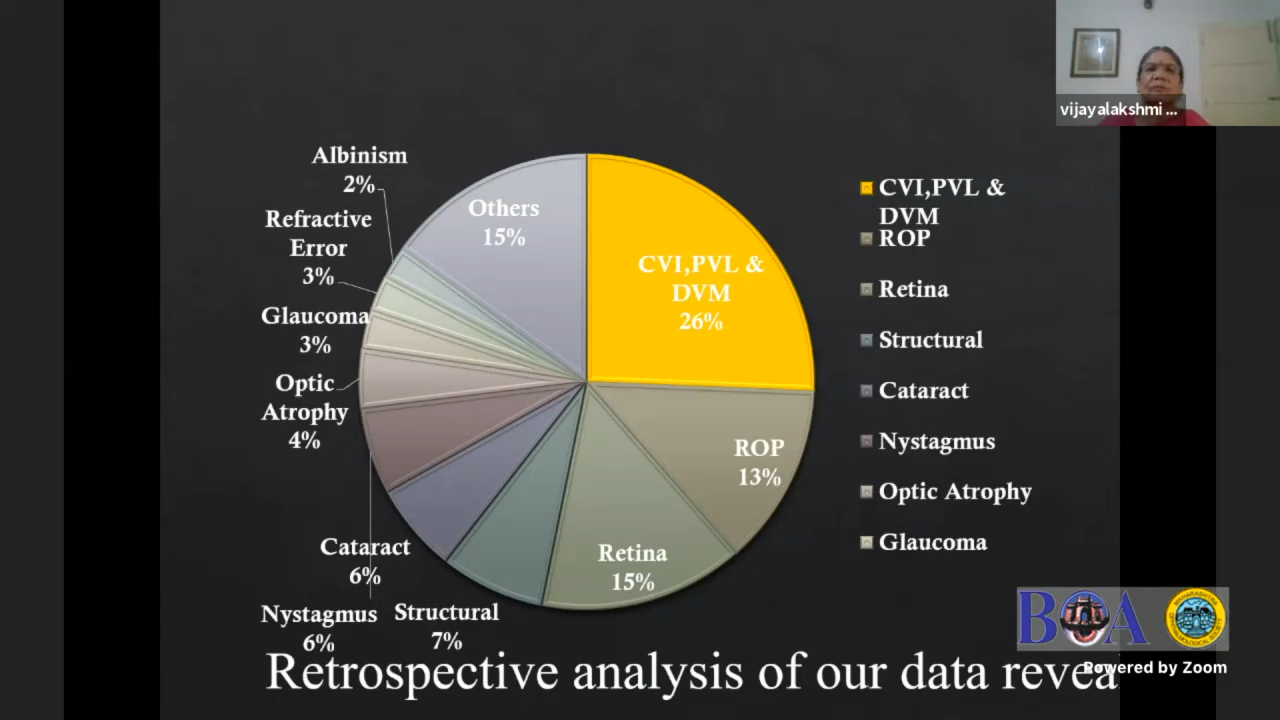 vijayalakshmi ...
Albinism
2%
Refractive
Error
3%
Glaucoma
3%
Optic
Atrophy
4%
Cataract
6%
Nystagmus
6%
Structural
7%
Others
15%
CVI,PVL &
DVM
26%
ROP
13%
Retina
15%
CVI,PVL &
DVM
ROP
Retina
Structural
Cataract
Nystagmus
Optic Atrophy
Glaucoma
BOA
Retrospective analysis of our data revea
Powered by Zoom